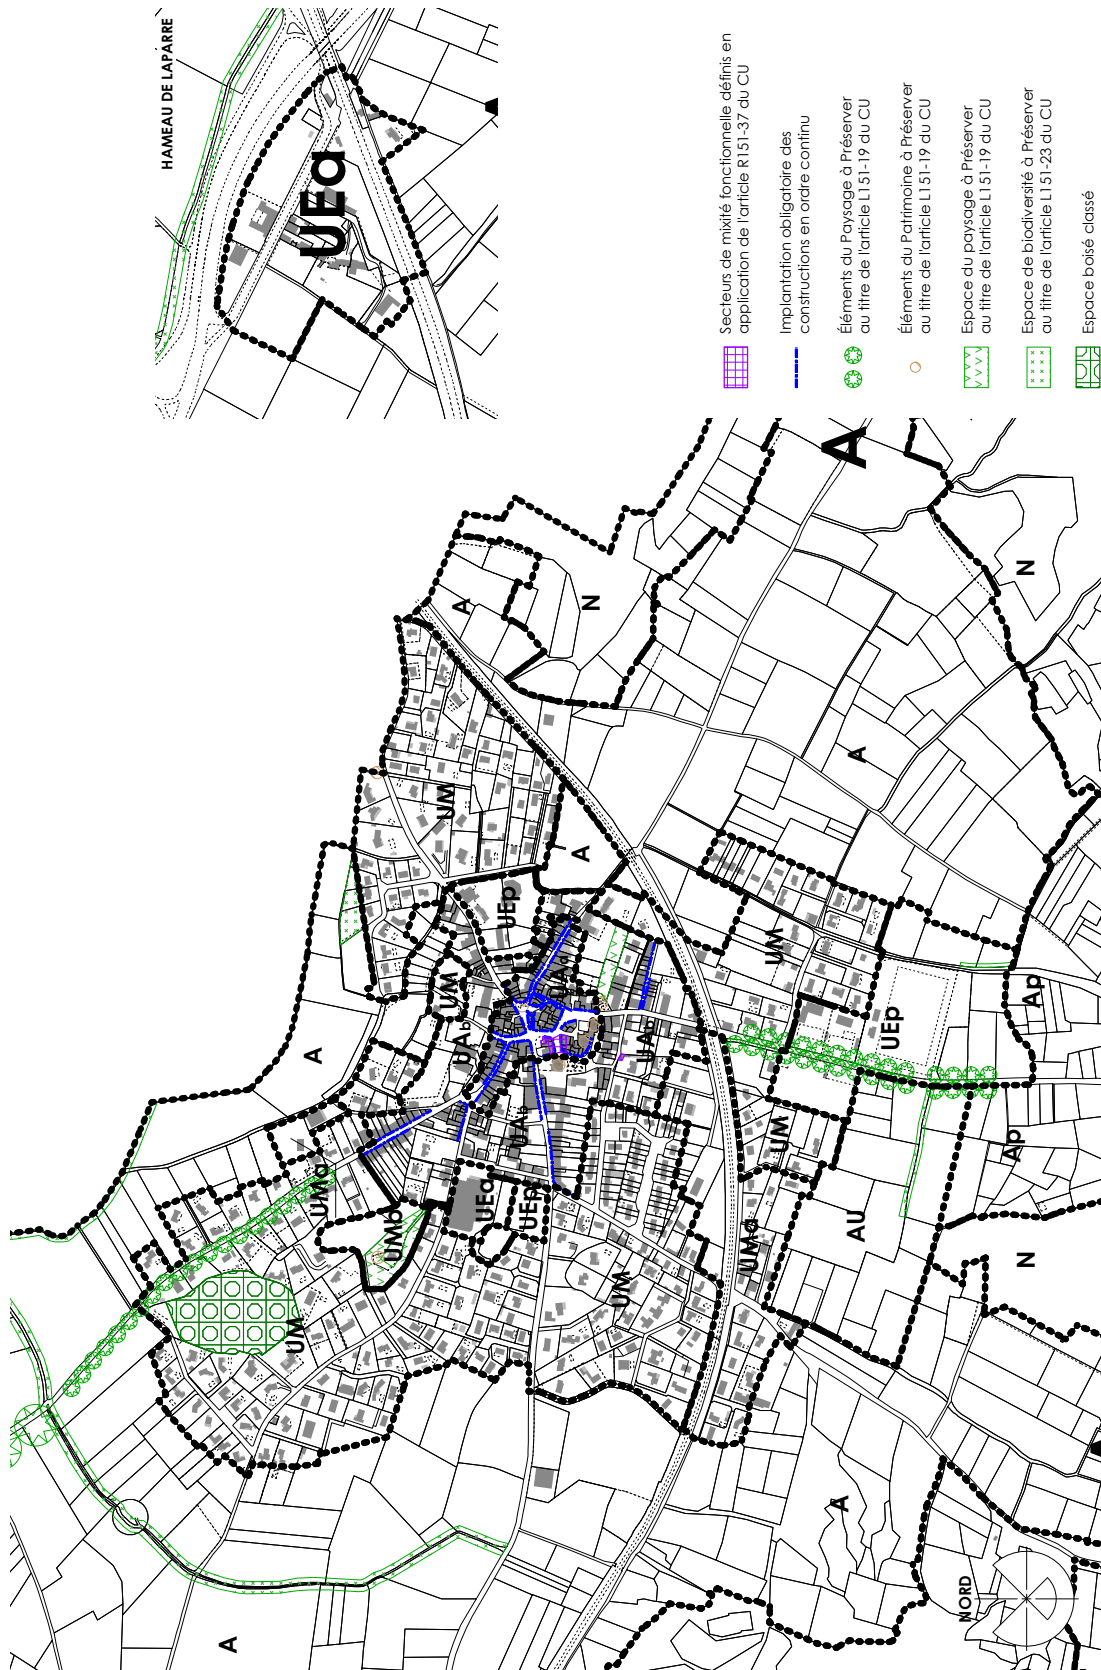 HAMEAU DE LAPARRE
UEa
Secteurs de mixité fonctionnelle définis en
application de l'article R151-37 du CU
Implantation obligatoire des
constructions en ordre continu
Éléments du Paysage à Préserver
au titre de l'article L151-19 du CU
Éléments du Patrimoine à Préserver
au titre de l'article L151-19 du CU
Espace du paysage à Préserver
au titre de l'article L151-19 du CU
Espace de biodiversité à Préserver
au titre de l'article L151-23 du CU
Espace boisé classé
A
A
N
N
A
UM
A
UEp
UAa
UM
UAb
A
UAb
UAb
UM
UEp
Ap
Ap
UMa
UMb
UEa
UEp
UM
UM
UM
UMa
AU
N
A
A
NORD